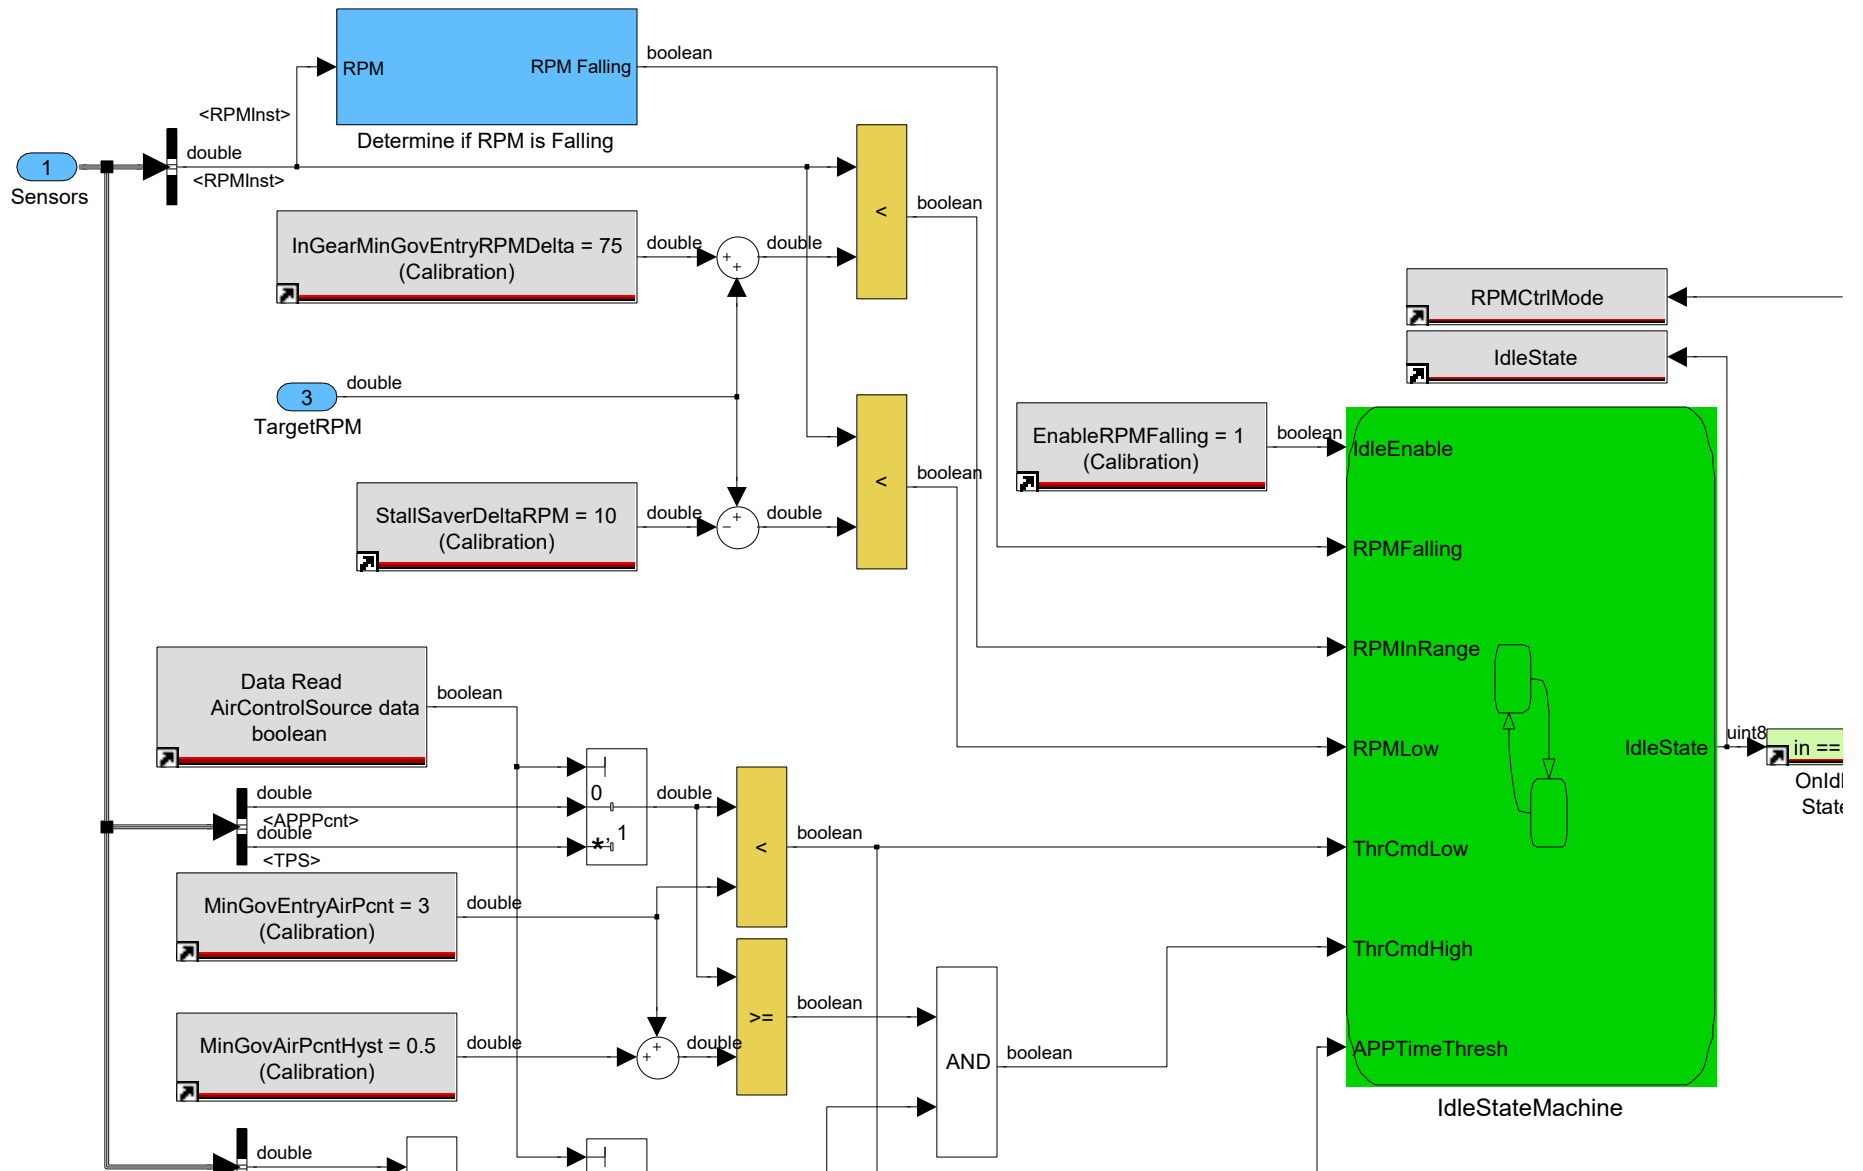 RPM
RPM Falling
boolean
Determine if RPM is Falling
<RPMInst>
1
Sensors
double
<RPMInst>
<
boolean
InGearMinGovEntryRPMDelta = 75
(Calibration)
double
+
+
double
RPMCtrlMode
IdleState
3
TargetRPM
double
EnableRPMFalling = 1
(Calibration)
boolean
StallSaverDeltaRPM = 10
(Calibration)
double
+
−
double
<
boolean
IdleEnable
RPMFalling
RPMInRange
RPMLow
ThrCmdLow
ThrCmdHigh
APPTimeThresh
IdleState
IdleStateMachine
uint8
in ==
OnIdl
State
Data Read
AirControlSource data
boolean
boolean
double
<APPPcnt>
double
<TPS>
0
*, 1
double
<
boolean
MinGovEntryAirPcnt = 3
(Calibration)
double
MinGovAirPcntHyst = 0.5
(Calibration)
double
+
+
double
>=
boolean
AND
boolean
double